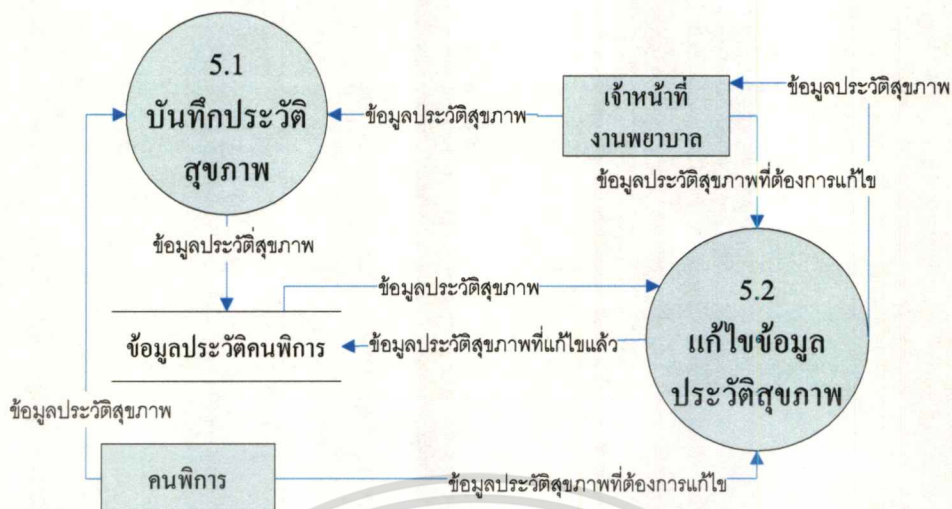 5.1
บันทึกประวัติ
สุขภาพ
ข้อมูลประวัติสุขภาพ
เจ้าหน้าที่
งานพยาบาล
ข้อมูลประวัติสุขภาพ
ข้อมูลประวัติสุขภาพที่ต้องการแก้ไข
ข้อมูลประวัติสุขภาพ
ข้อมูลประวัติสุขภาพ
5.2
แก้ไขข้อมูล
ประวัติสุขภาพ
ข้อมูลประวัติคนพิการ
ข้อมูลประวัติสุขภาพที่แก้ไขแล้ว
ข้อมูลประวัติสุขภาพ
คนพิการ
ข้อมูลประวัติสุขภาพที่ต้องการแก้ไข